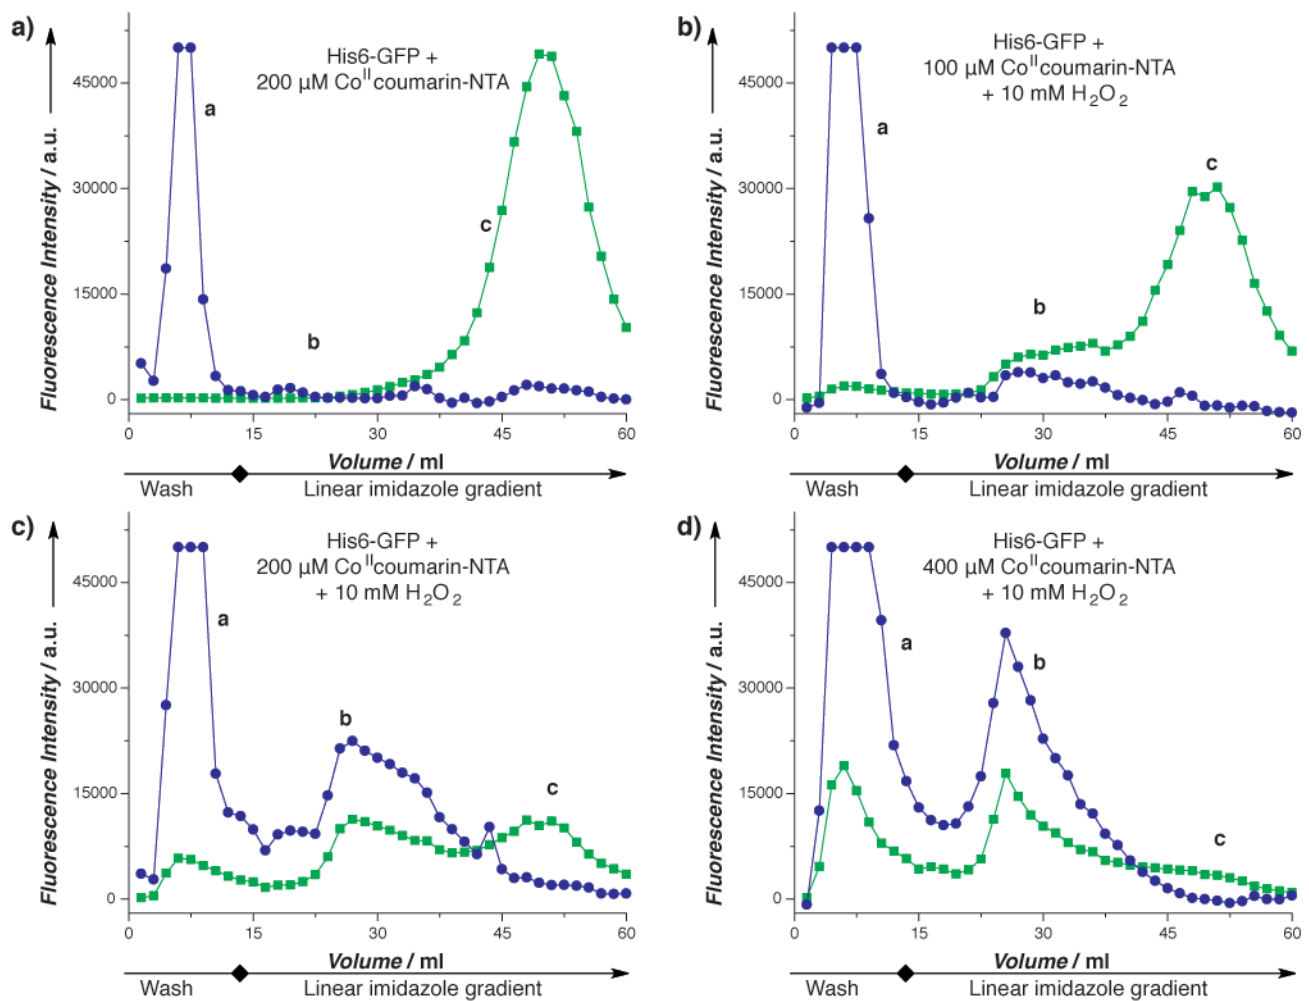 a)
Fluorescence Intensity / a.u.
His6-GFP +
200 µM Co^II coumarin-NTA
45000
30000
15000
0
a
b
c
0 15 30 45 60
Volume / ml
Wash Linear imidazole gradient
b)
Fluorescence Intensity / a.u.
His6-GFP +
100 µM Co^II coumarin-NTA
+ 10 mM H₂O₂
45000
30000
15000
0
a
b
c
0 15 30 45 60
Volume / ml
Wash Linear imidazole gradient
c)
Fluorescence Intensity / a.u.
His6-GFP +
200 µM Co^II coumarin-NTA
+ 10 mM H₂O₂
45000
30000
15000
0
a
b
c
0 15 30 45 60
Volume / ml
Wash Linear imidazole gradient
d)
Fluorescence Intensity / a.u.
His6-GFP +
400 µM Co^II coumarin-NTA
+ 10 mM H₂O₂
45000
30000
15000
0
a
b
c
0 15 30 45 60
Volume / ml
Wash Linear imidazole gradient